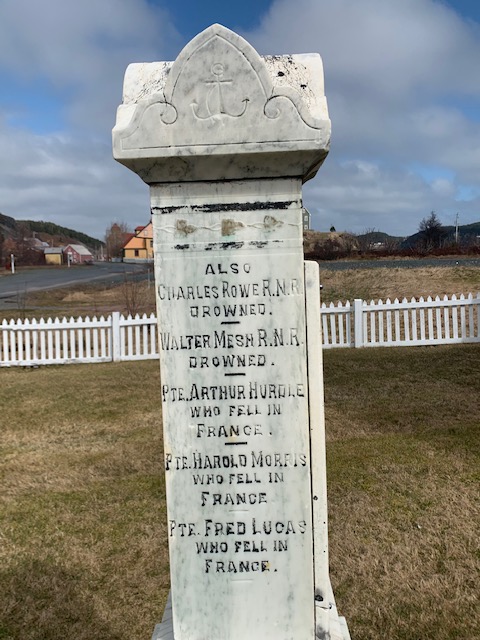 ALSO
CHARLES ROWE R.N.R
DROWNED.
WALTER MESH R.N.R.
DROWNED.
PTE. ARTHUR HURDLE
WHO FELL IN
FRANCE.
PTE. HAROLD MORRIS
WHO FELL IN
FRANCE
PTE. FRED LUCAS
WHO FELL IN
FRANCE.